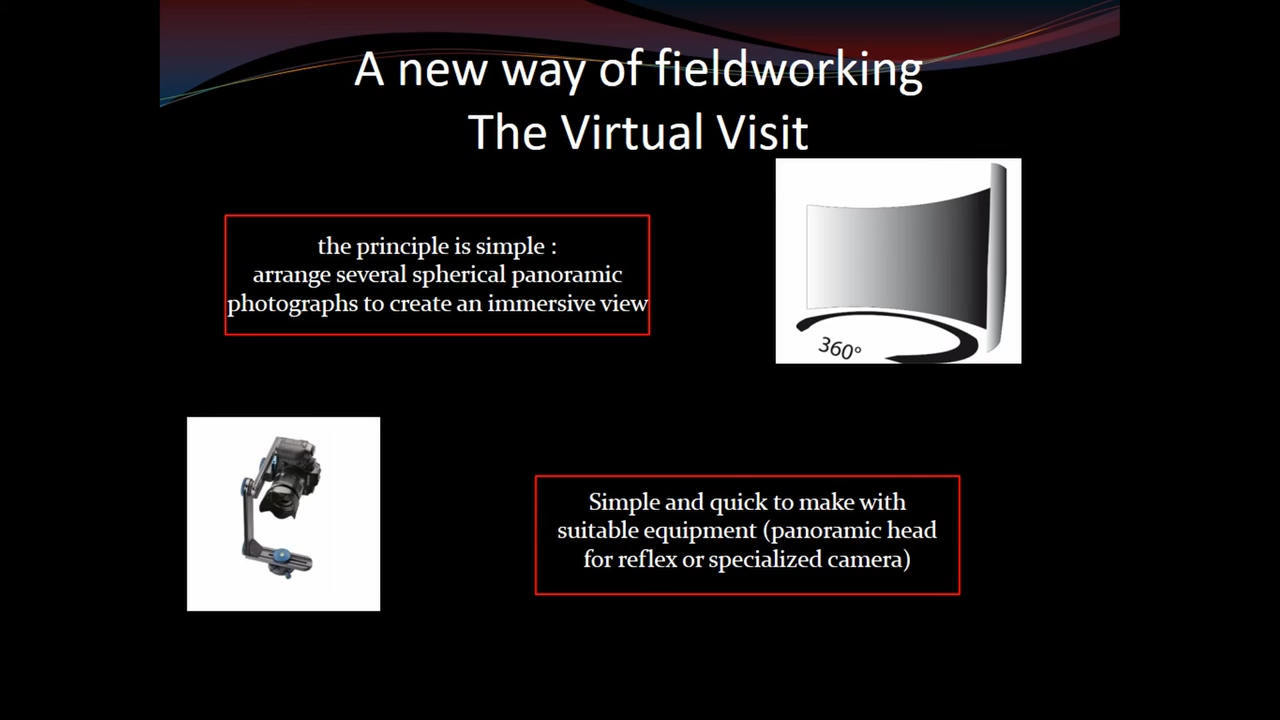 A new way of fieldworking
The Virtual Visit
the principle is simple :
arrange several spherical panoramic
photographs to create an immersive view
360°
Simple and quick to make with
suitable equipment (panoramic head
for reflex or specialized camera)